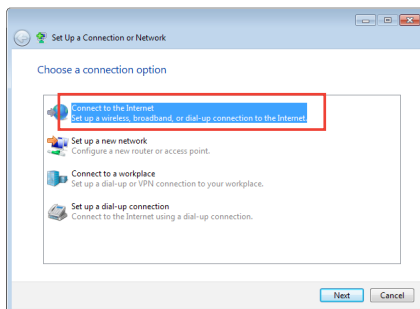 Set Up a Connection or Network
Choose a connection option
Connect to the Internet
Set up a wireless, broadband, or dial-up connection to the Internet.
Set up a new network
Configure a new router or access point.
Connect to a workplace
Set up a dial-up or VPN connection to your workplace.
Set up a dial-up connection
Connect to the Internet using a dial-up connection.
Next Cancel